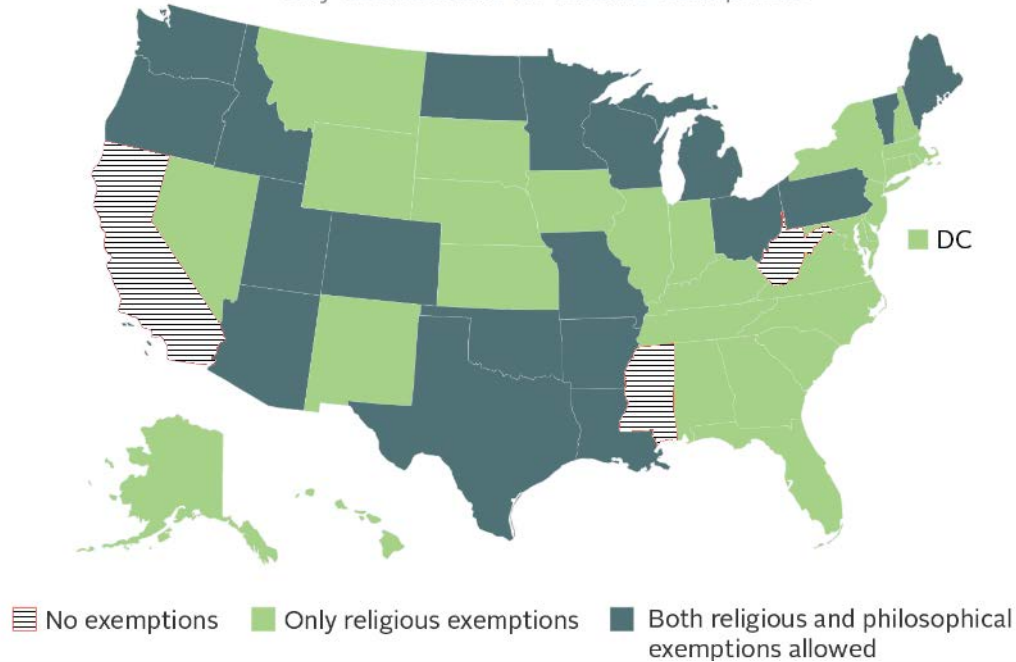 DC
No exemptions
Only religious exemptions
Both religious and philosophical
exemptions allowed